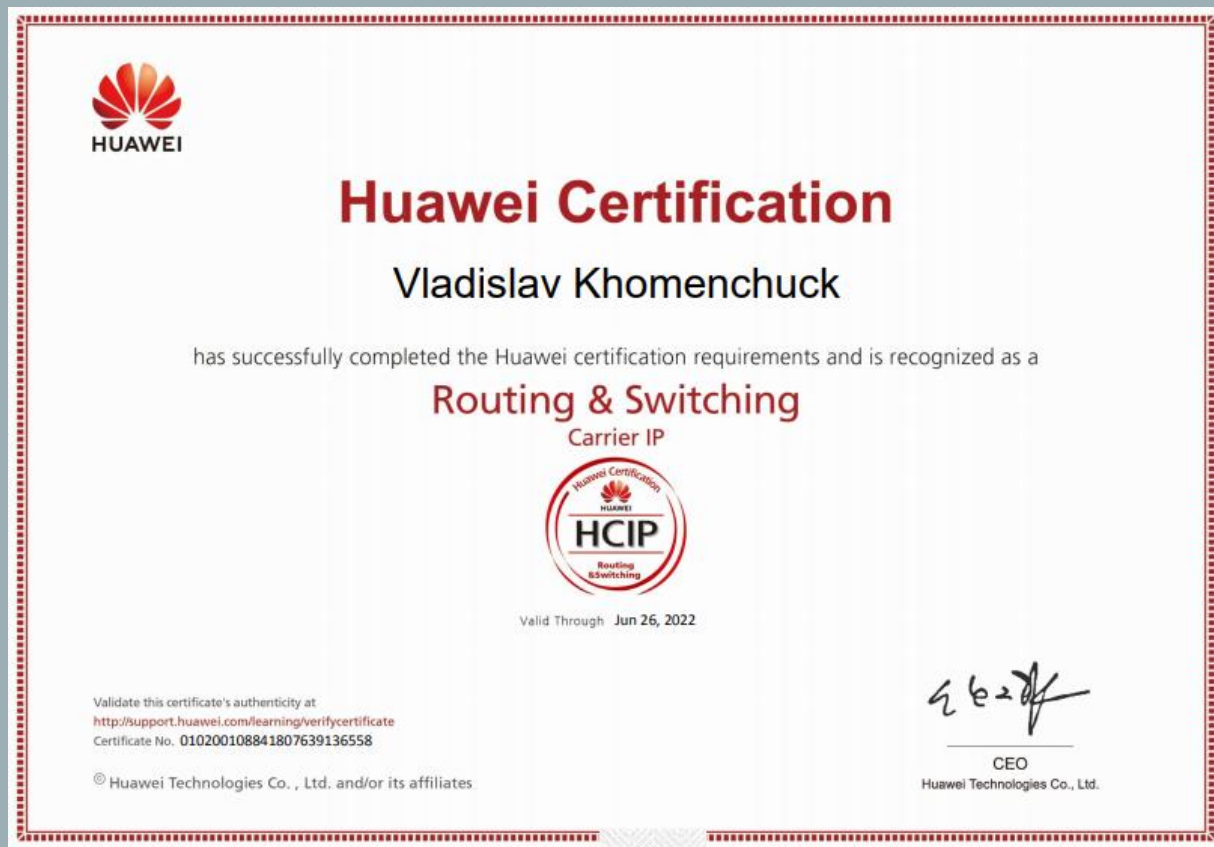 HUAWEI
Huawei Certification
Vladislav Khomenchuck
has successfully completed the Huawei certification requirements and is recognized as a
Routing & Switching
Carrier IP
Huawei Certification
HUAWEI
HCIP
Routing
&Switching
Valid Through Jun 26, 2022
Validate this certificate's authenticity at
http://support.huawei.com/learning/verifycertificate
Certificate No. 010200108841807639136558
© Huawei Technologies Co. , Ltd. and/or its affiliates
CEO
Huawei Technologies Co., Ltd.